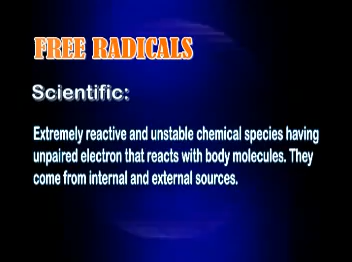 FREE RADICALS
Scientific:
Extremely reactive and unstable chemical species having
unpaired electron that reacts with body molecules. They
come from internal and external sources.